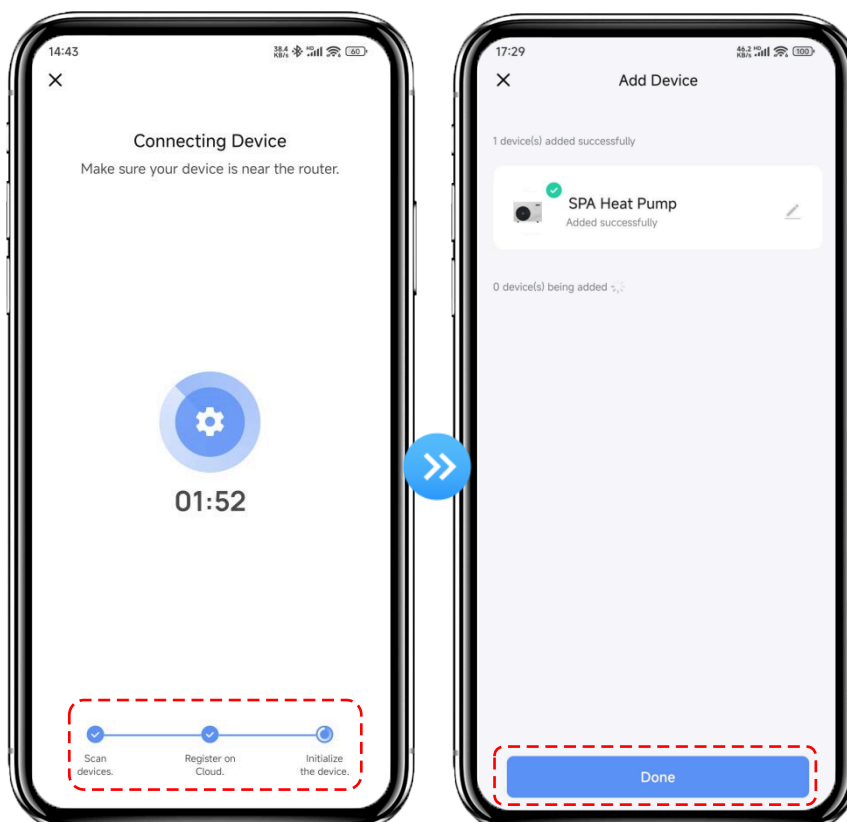 14:43
38.4 KB/s HD 60
Connecting Device
Make sure your device is near the router.
01:52
Scan devices.
Register on Cloud.
Initialize the device.
17:29
46.2 KB/s HD 100
Add Device
1 device(s) added successfully
SPA Heat Pump
Added successfully
0 device(s) being added
Done